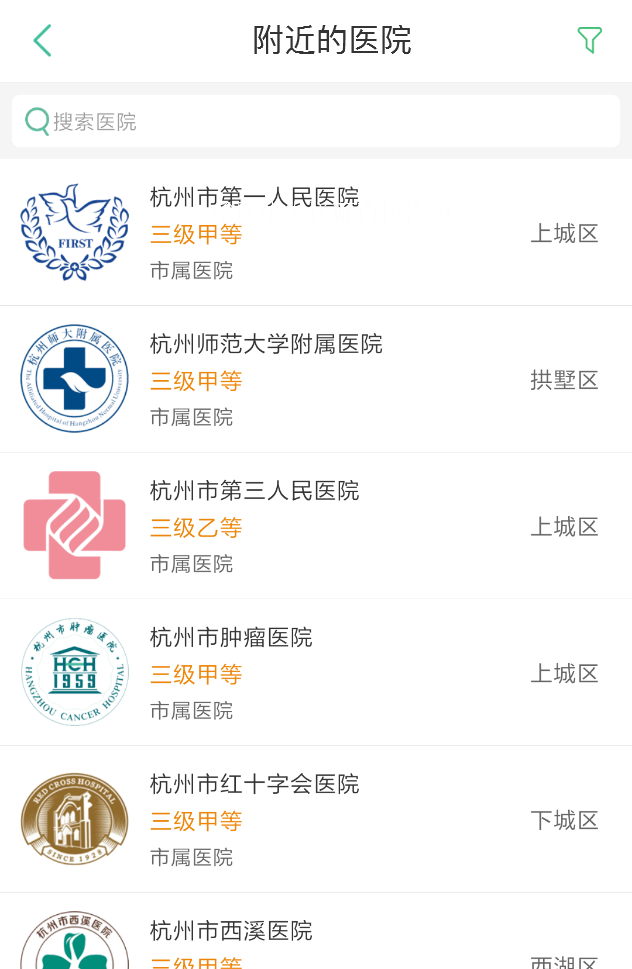 附近的医院
搜索医院
FIRST
杭州市第一人民医院
三级甲等
市属医院
上城区
杭州师大附属医院
The Affiliated Hospital of Hangzhou Normal University
杭州师范大学附属医院
三级甲等
市属医院
拱墅区
杭州市第三人民医院
三级乙等
市属医院
上城区
杭州市肿瘤医院
HCH
1959
HANGZHOU CANCER HOSPITAL
杭州市肿瘤医院
三级甲等
市属医院
上城区
RED CROSS HOSPITAL
SINCE 1928
杭州市红十字会医院
三级甲等
市属医院
下城区
杭州市西溪医院
杭州市西溪医院
三级甲等
西湖区